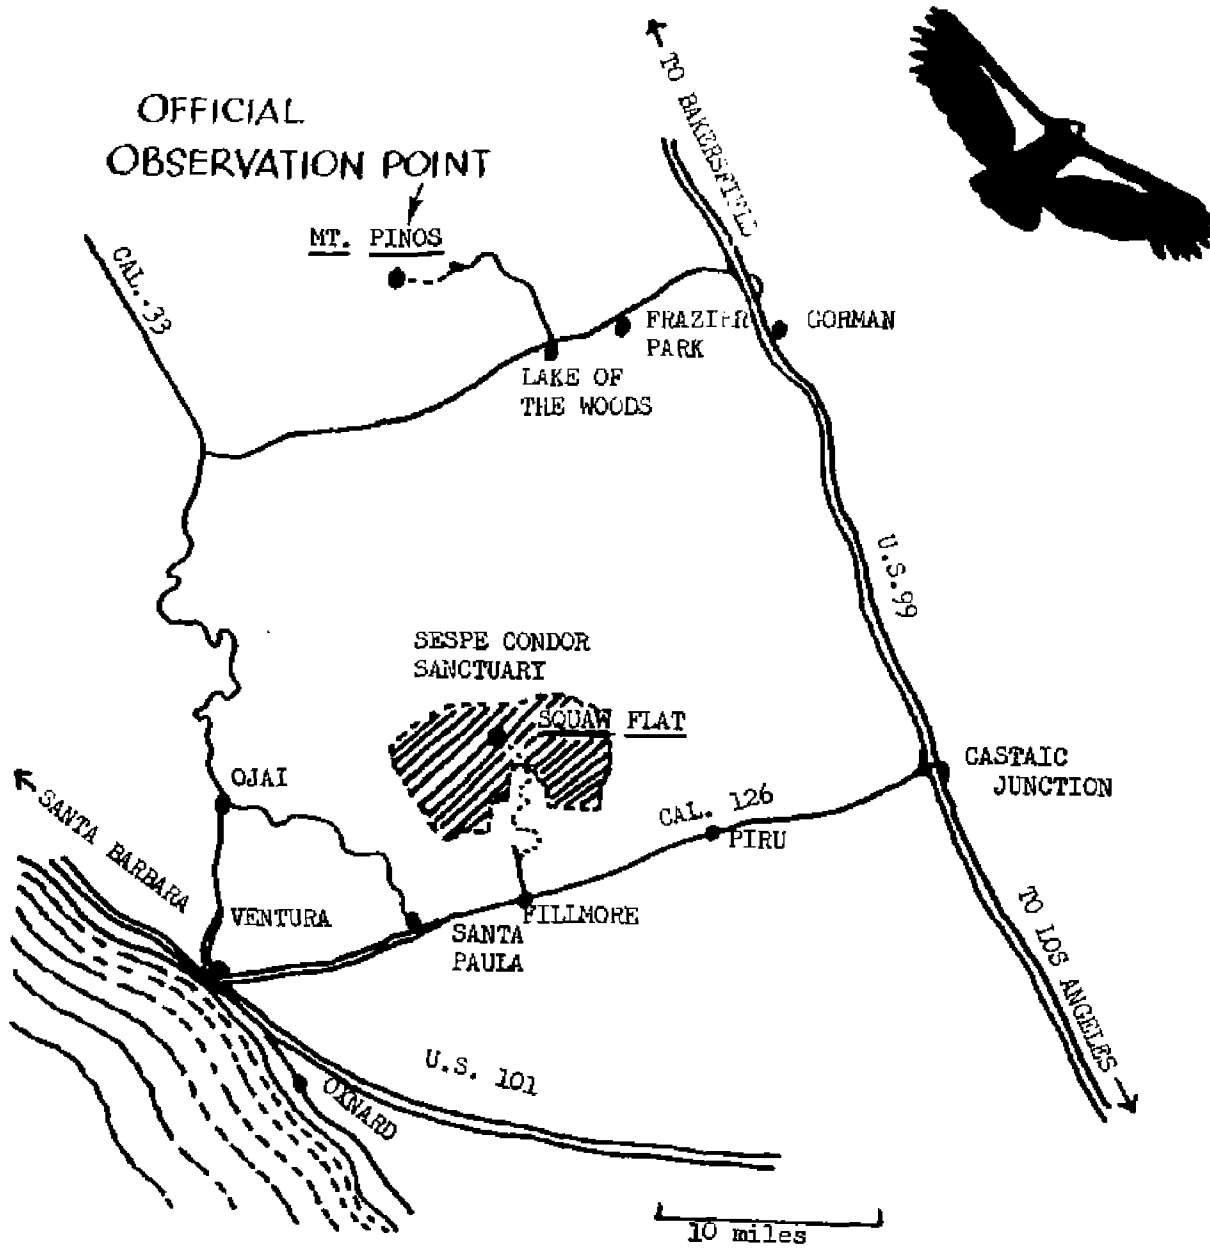 OFFICIAL
OBSERVATION POINT
MT. PINOS
TO BAKERSFIELD
CAL. 33
FRAZIER
PARK
GORMAN
LAKE OF
THE WOODS
U.S.99
SESPE CONDOR
SANCTUARY
SQUAW FLAT
CASTAIC
JUNCTION
OJAI
CAL. 126
PIRU
SANTA BARBARA
VENTURA
FILLMORE
SANTA
PAULA
TO LOS ANGELES
U.S. 101
OXNARD
10 miles